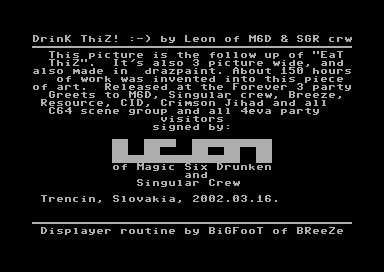 DrinK ThiZ! :-) by Leon of M6D & SGR crw
This picture is the follow up of "EaT
ThiZ". It's also 3 picture wide, and
also made in drazpaint. About 150 hours
of work was invented into this piece
of art. Released at the Forever 3 party
Greets to M6D, Singular crew, Breeze,
Resource, CID, Crimson Jihad and all
C64 scene group and all 4eva party
visitors
signed by:
LEON
of Magic Six Drunken
and
Singular Crew
Trencin, Slovakia, 2002.03.16.
Displayer routine by BiGFooT of BReeZe